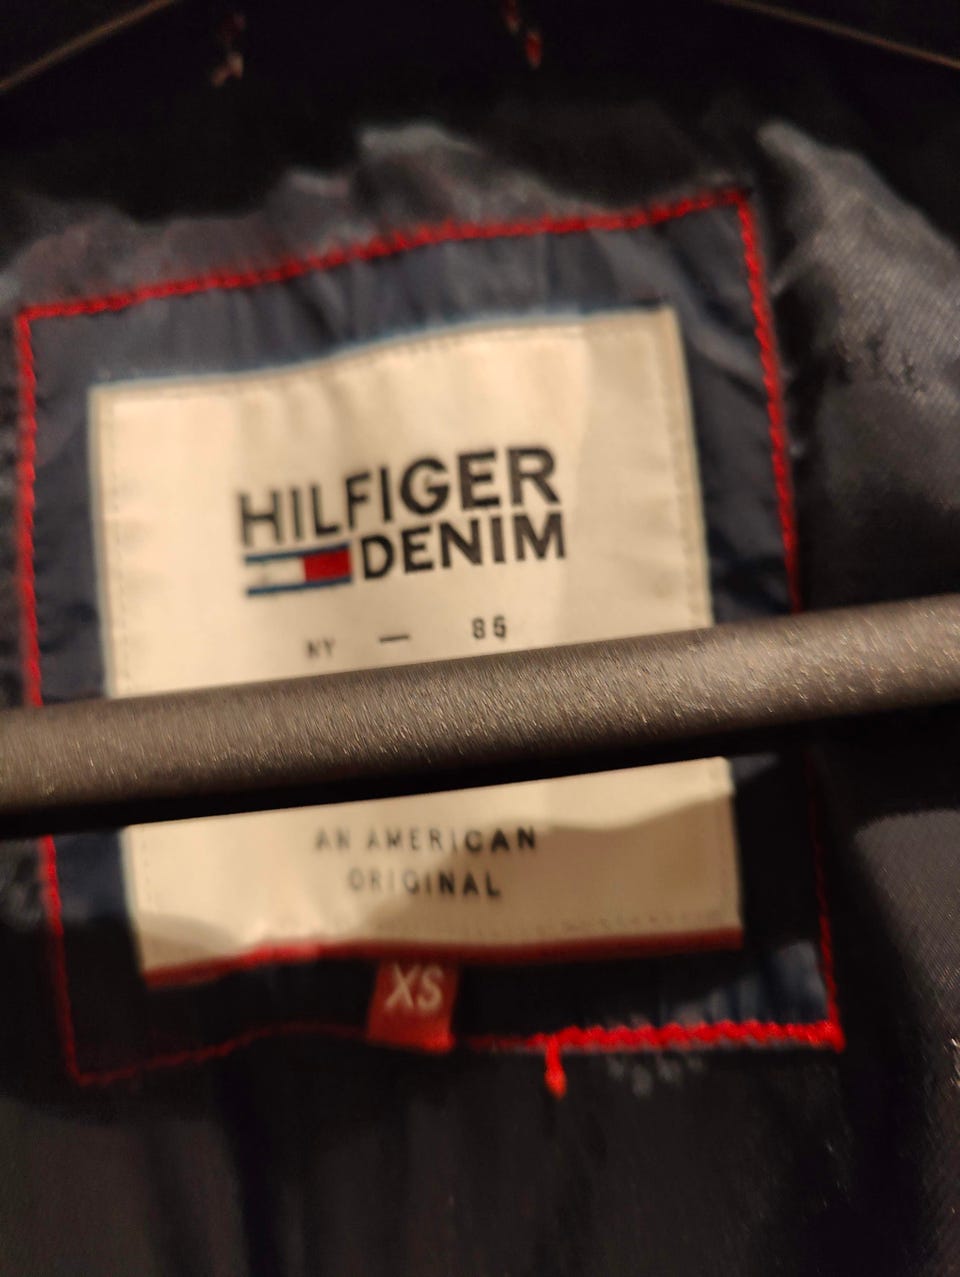 HILFIGER
DENIM
NY — 85
AN AMERICAN
ORIGINAL
XS